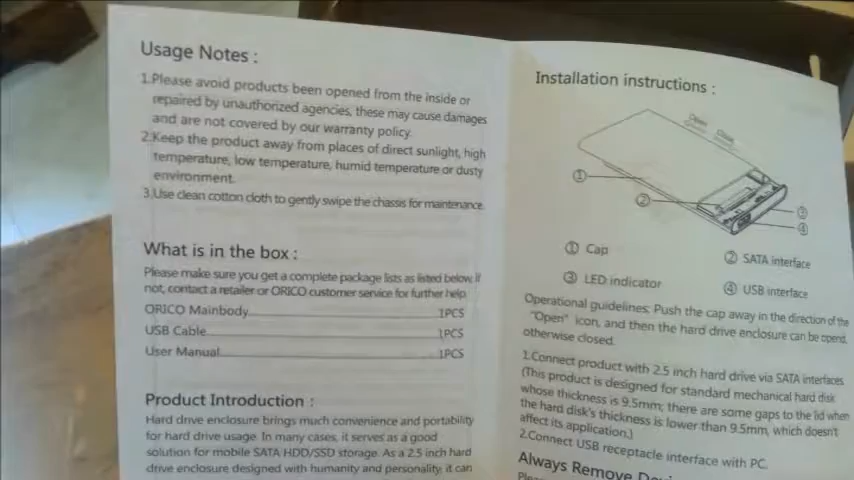 Usage Notes :
1.Please avoid products been opened from the inside or
repaired by unauthorized agencies, these may cause damages
and are not covered by our warranty policy.
2.Keep the product away from places of direct sunlight, high
temperature, low temperature, humid temperature or dusty
environment.
3.Use clean cotton cloth to gently swipe the chassis for maintenance.
What is in the box :
Please make sure you get a complete package lists as listed below; If
not, contact a retailer or ORICO customer service for further help
ORICO Mainbody 1PCS
USB Cable 1PCS
User Manual 1PCS
Product Introduction :
Hard drive enclosure brings much convenience and portability
for hard drive usage. In many cases, it serves as a good
solution for mobile SATA HDD/SSD storage. As a 2.5 inch hard
drive enclosure designed with humanity and personality, it can
Installation instructions :
Open Close
①
②
③
④
① Cap ② SATA interface
③ LED indicator ④ USB interface
Operational guidelines: Push the cap away in the direction of the
"Open" icon, and then the hard drive enclosure can be opend,
otherwise closed.
1.Connect product with 2.5 inch hard drive via SATA interfaces
(This product is designed for standard mechanical hard disk
whose thickness is 9.5mm; there are some gaps to the lid when
the hard disk's thickness is lower than 9.5mm, which doesn't
affect its application.)
2.Connect USB receptacle interface with PC.
Always Remove